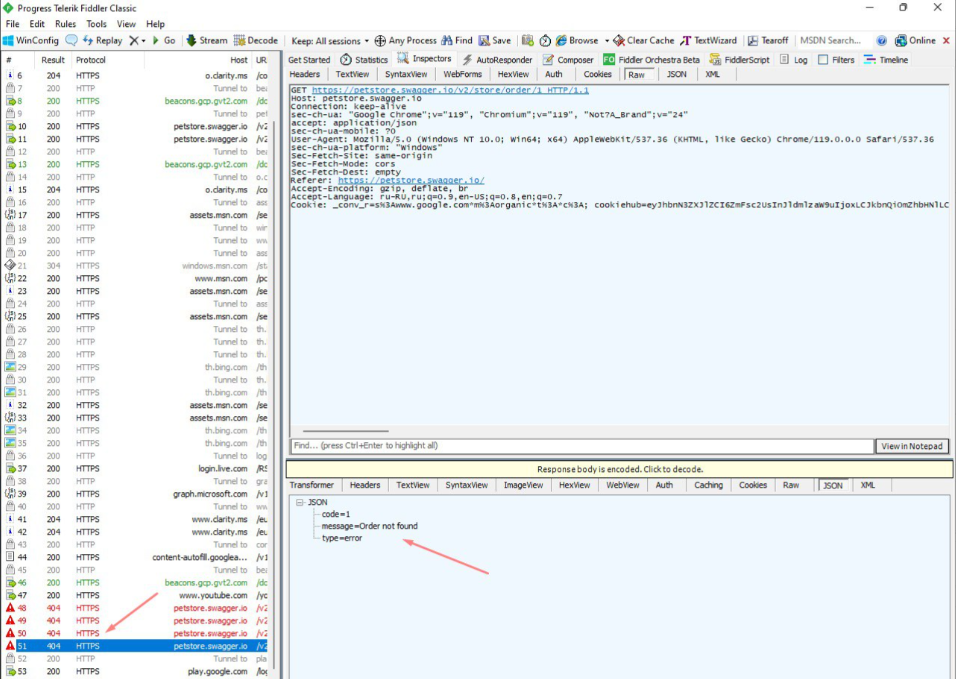 Progress Telerik Fiddler Classic
File Edit Rules Tools View Help
WinConfig Replay Go Stream Decode Keep: All sessions Any Process Find Save Browse Clear Cache TextWizard Tearoff MSDN Search... Online
Get Started Statistics Inspectors AutoResponder Composer FO Fiddler Orchestra Beta FiddlerScript Log Filters Timeline
Headers TextView SyntaxView WebForms HexView Auth Cookies Raw JSON XML
GET https://petstore.swagger.io/v2/store/order/1 HTTP/1.1
Host: petstore.swagger.io
Connection: keep-alive
sec-ch-ua: "Google Chrome";v="119", "Chromium";v="119", "Not?A_Brand";v="24"
accept: application/json
sec-ch-ua-mobile: ?0
User-Agent: Mozilla/5.0 (Windows NT 10.0; Win64; x64) AppleWebKit/537.36 (KHTML, like Gecko) Chrome/119.0.0.0 Safari/537.36
sec-ch-ua-platform: "Windows"
Sec-Fetch-Site: same-origin
Sec-Fetch-Mode: cors
Sec-Fetch-Dest: empty
Referer: https://petstore.swagger.io/
Accept-Encoding: gzip, deflate, br
Accept-Language: ru-RU,ru;q=0.9,en-US;q=0.8,en;q=0.7
Find... (press Ctrl+Enter to highlight all) View in Notepad
Response body is encoded. Click to decode.
Transformer Headers TextView SyntaxView ImageView HexView WebView Auth Caching Cookies Raw JSON XML
JSON
code=1
message=Order not found
type=error
# Result Protocol Host UR
6 204 HTTPS o.clarity.ms /co
7 200 HTTP Tunnel to bea
8 200 HTTPS beacons.gcp.gvt2.com /dc
9 200 HTTP Tunnel to pet
10 200 HTTPS petstore.swagger.io /v2
11 200 HTTPS petstore.swagger.io /v2
12 200 HTTP Tunnel to bea
13 200 HTTPS beacons.gcp.gvt2.com /dc
14 200 HTTP Tunnel to o.c
15 204 HTTPS o.clarity.ms /co
16 200 HTTP Tunnel to ass
17 200 HTTPS assets.msn.com /se
18 200 HTTP Tunnel to wir
19 200 HTTP Tunnel to ww
20 200 HTTP Tunnel to ass
21 304 HTTPS windows.msn.com /st
22 200 HTTPS www.msn.com /pc
23 200 HTTPS assets.msn.com /se
24 200 HTTP Tunnel to ass
25 200 HTTPS assets.msn.com /se
26 200 HTTP Tunnel to th.
27 200 HTTP Tunnel to th.
28 200 HTTP Tunnel to th.
29 200 HTTPS th.bing.com /th
30 200 HTTP Tunnel to ass
31 200 HTTPS th.bing.com /th
32 200 HTTPS assets.msn.com /se
33 200 HTTPS assets.msn.com /se
34 200 HTTPS th.bing.com /th
35 200 HTTPS th.bing.com /th
36 200 HTTP Tunnel to log
37 200 HTTPS login.live.com /RS
38 200 HTTP Tunnel to gra
39 200 HTTPS graph.microsoft.com /v1
40 200 HTTP Tunnel to ww
41 204 HTTPS www.clarity.ms /eu
42 204 HTTPS www.clarity.ms /eu
43 200 HTTP Tunnel to cor
44 200 HTTPS content-autofill.googlea... /v1
45 200 HTTP Tunnel to bea
46 200 HTTPS beacons.gcp.gvt2.com /dc
47 200 HTTPS www.youtube.com /yc
48 404 HTTPS petstore.swagger.io /v2
49 404 HTTPS petstore.swagger.io /v2
50 404 HTTPS petstore.swagger.io /v2
51 404 HTTPS petstore.swagger.io /v2
52 200 HTTP Tunnel to pla
53 200 HTTPS play.google.com /log